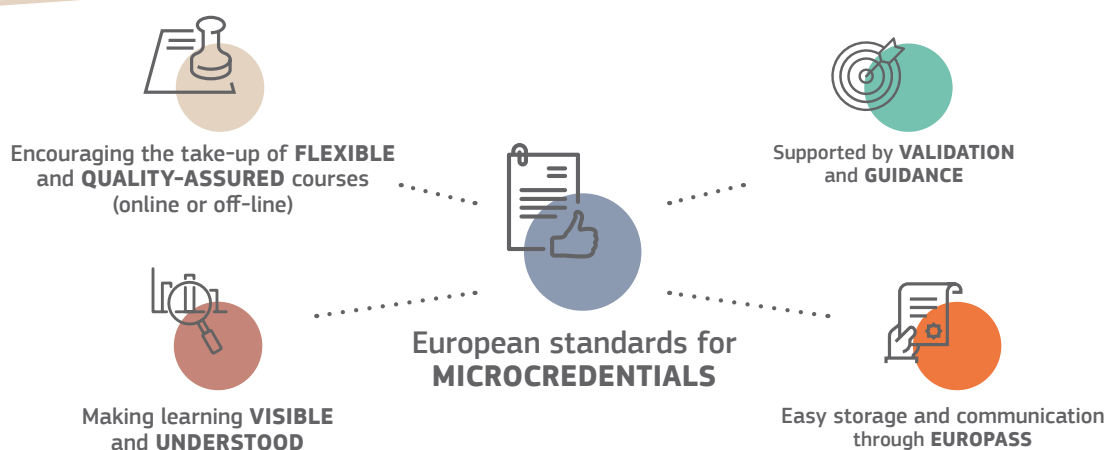 Encouraging the take-up of FLEXIBLE
and QUALITY-ASSURED courses
(online or off-line)
Supported by VALIDATION
and GUIDANCE
European standards for
MICROCREDENTIALS
Making learning VISIBLE
and UNDERSTOOD
Easy storage and communication
through EUROPASS